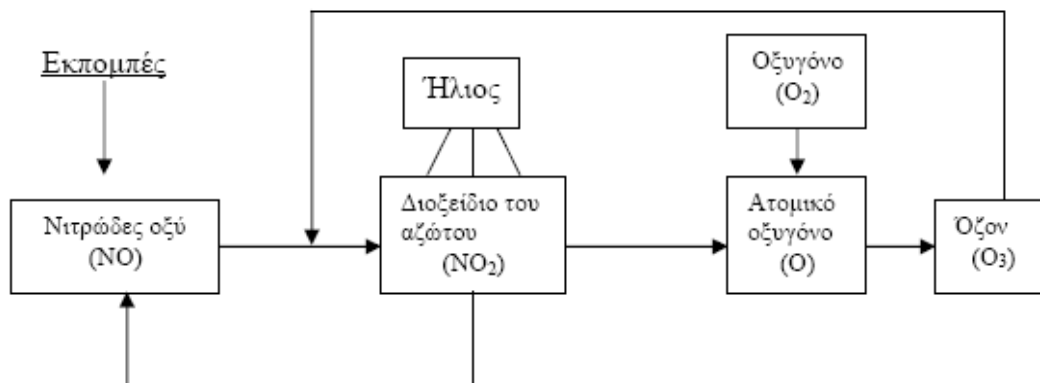 Εκπομπές
Ήλιος
Οξυγόνο
(O₂)
Νιτρώδες οξύ
(NO)
Διοξείδιο του
αζώτου
(NO₂)
Ατομικό
οξυγόνο
(O)
Όζον
(O₃)